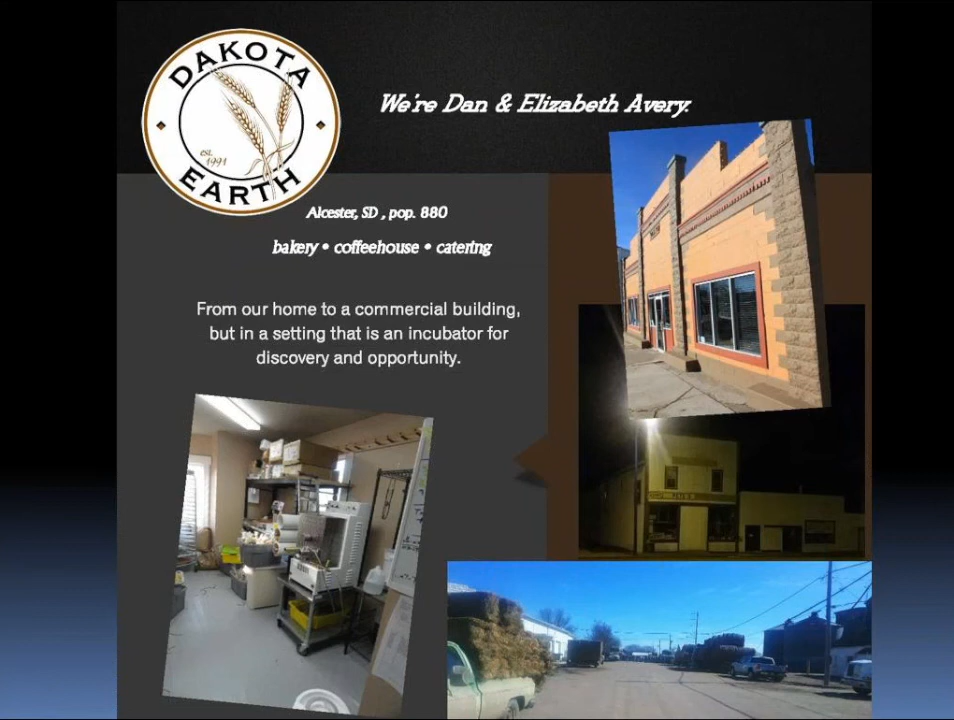 DAKOTA
EARTH
est.
1991
We're Dan & Elizabeth Avery.
Alcester, SD , pop. 880
bakery • coffeehouse • catering
From our home to a commercial building,
but in a setting that is an incubator for
discovery and opportunity.